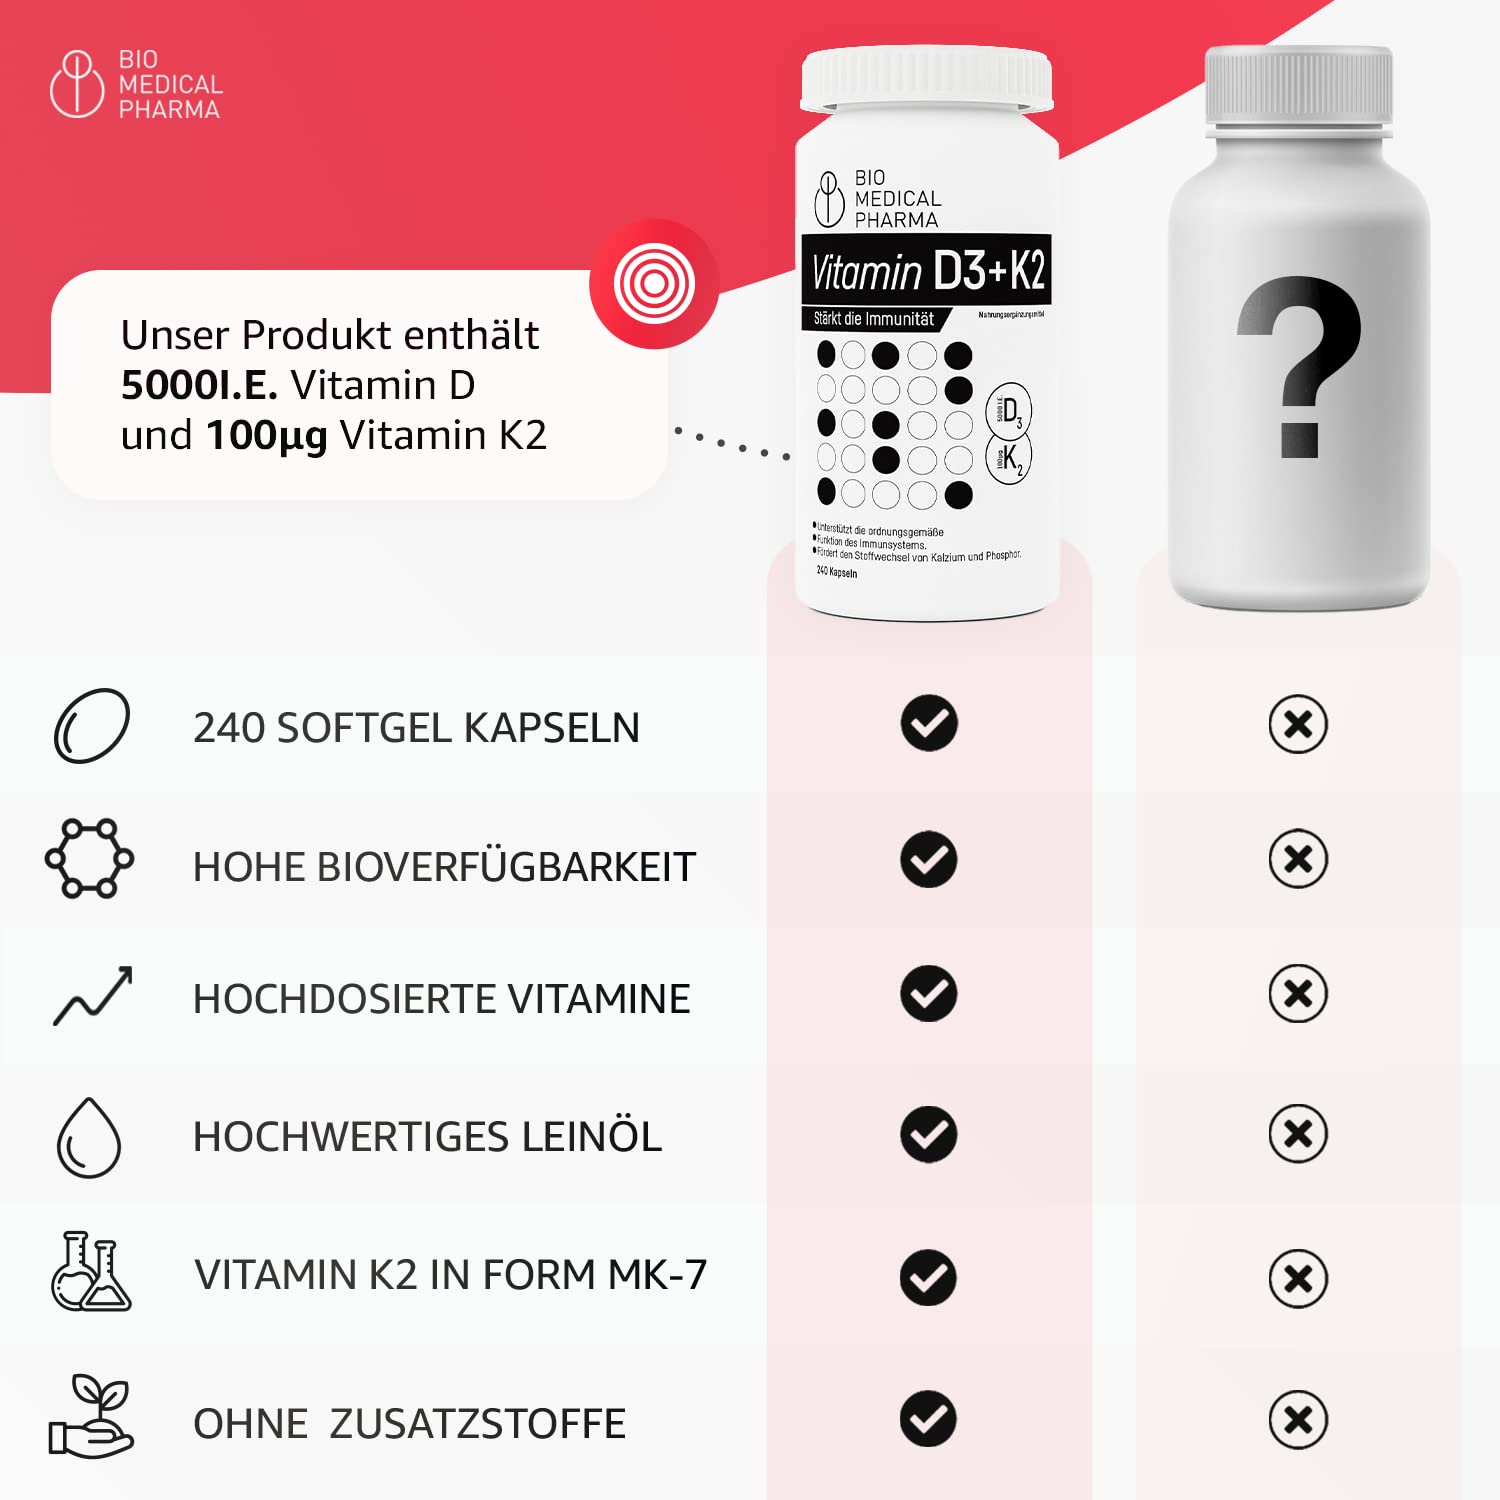 BIO
MEDICAL
PHARMA
BIO
MEDICAL
PHARMA
Vitamin D3+K2
Stärkt die Immunität
Nahrungsergänzungsmittel
5000 I.E.
D3
100µg
K2
Unterstützt die ordnungsgemäße
Funktion des Immunsystems.
Fördert den Stoffwechsel von Kalzium und Phosphor.
240 Kapseln
?
Unser Produkt enthält
5000I.E. Vitamin D
und 100µg Vitamin K2
240 SOFTGEL KAPSELN
HOHE BIOVERFÜGBARKEIT
HOCHDOSIERTE VITAMINE
HOCHWERTIGES LEINÖL
VITAMIN K2 IN FORM MK-7
OHNE ZUSATZSTOFFE